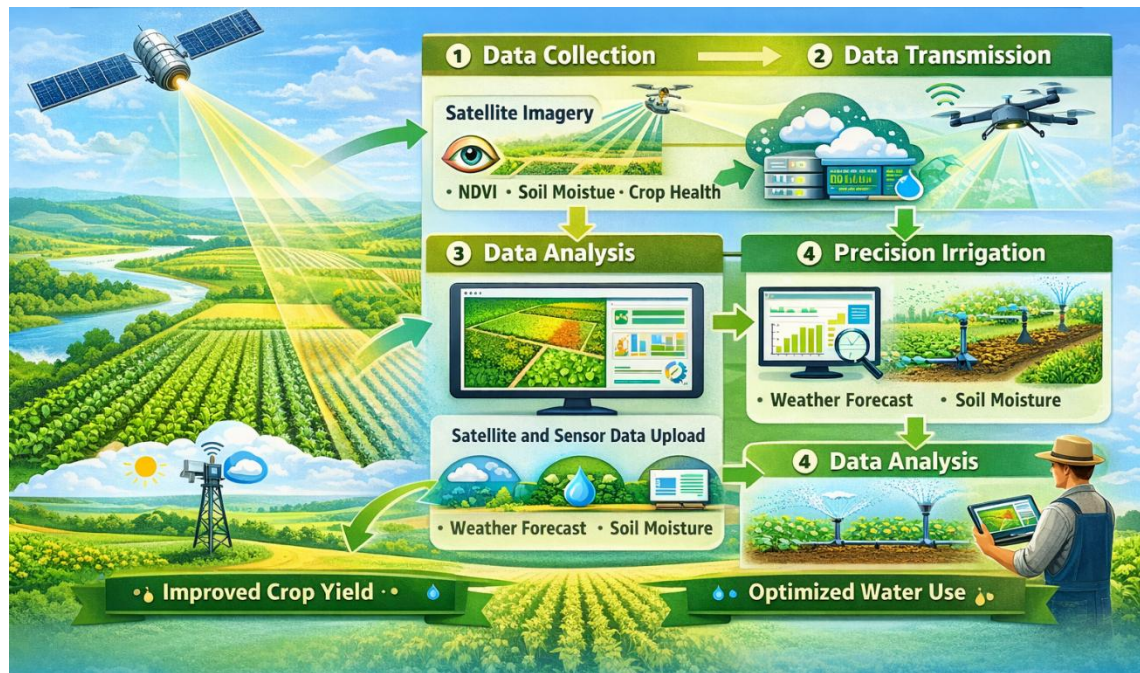 1 Data Collection
2 Data Transmission
Satellite Imagery
• NDVI • Soil Moistue • Crop Health
3 Data Analysis
4 Precision Irrigation
• Weather Forecast • Soil Moisture
Satellite and Sensor Data Upload
• Weather Forecast • Soil Moisture
4 Data Analysis
Improved Crop Yield
Optimized Water Use